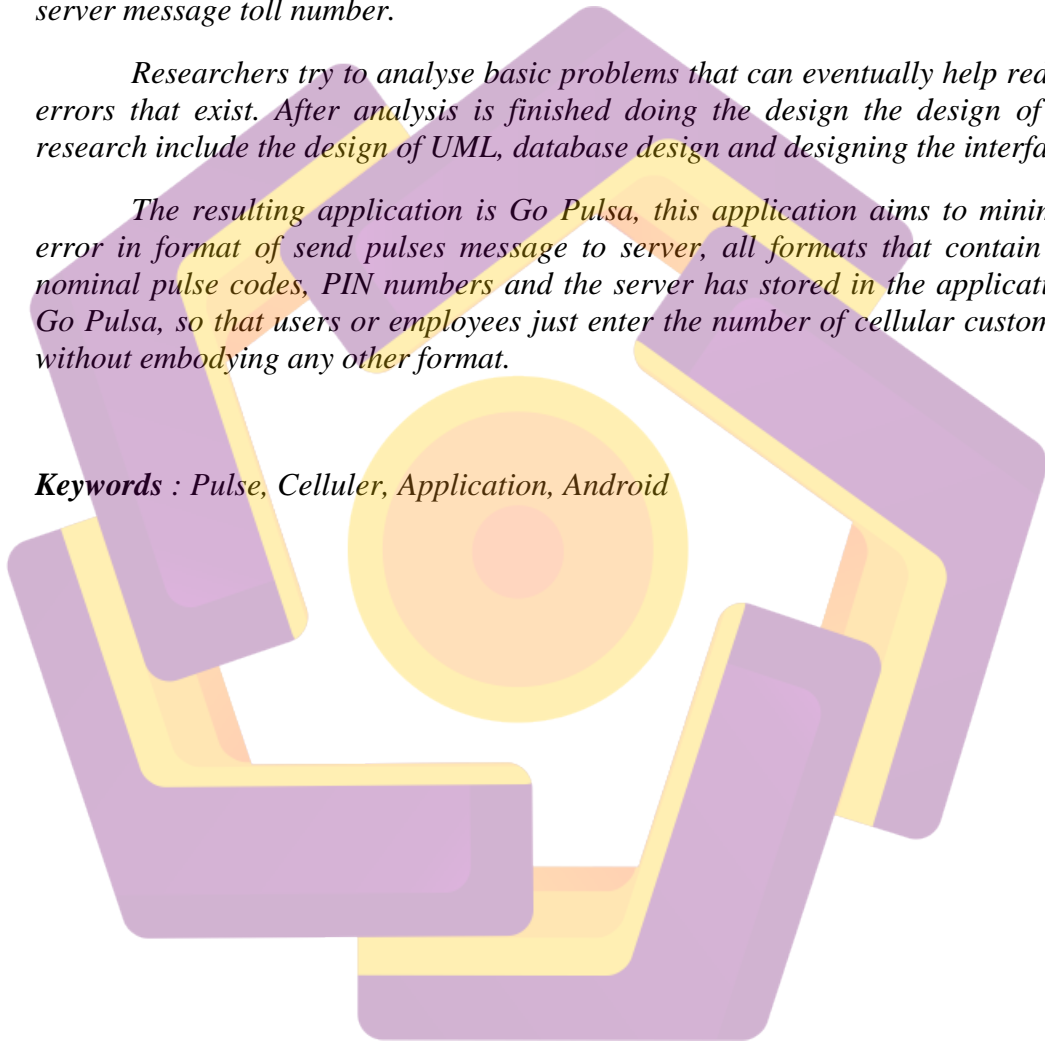 server message toll number.
Researchers try to analyse basic problems that can eventually help
errors that exist. After analysis is finished doing the design the design of
research include the design of UML, database design and designing the
The resulting application is Go Pulsa, this application aims to
error in format of send pulses message to server, all formats that contain
nominal pulse codes, PIN numbers and the server has stored in the
Go Pulsa, so that users or employees just enter the number of cellular
without embodying any other format.
Keywords : Pulse, Celluler, Application, Android